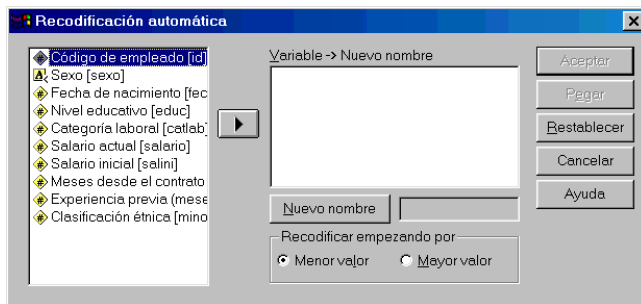 Recodificación automática
Código de empleado [id]
Sexo [sexo]
Fecha de nacimiento [fec
Nivel educativo [educ]
Categoría laboral [catlab]
Salario actual [salario]
Salario inicial [salini]
Meses desde el contrato
Experiencia previa (mese
Clasificación étnica [mino
Variable -> Nuevo nombre
Nuevo nombre
Recodificar empezando por
Menor valor
Mayor valor
Aceptar
Pegar
Restablecer
Cancelar
Ayuda